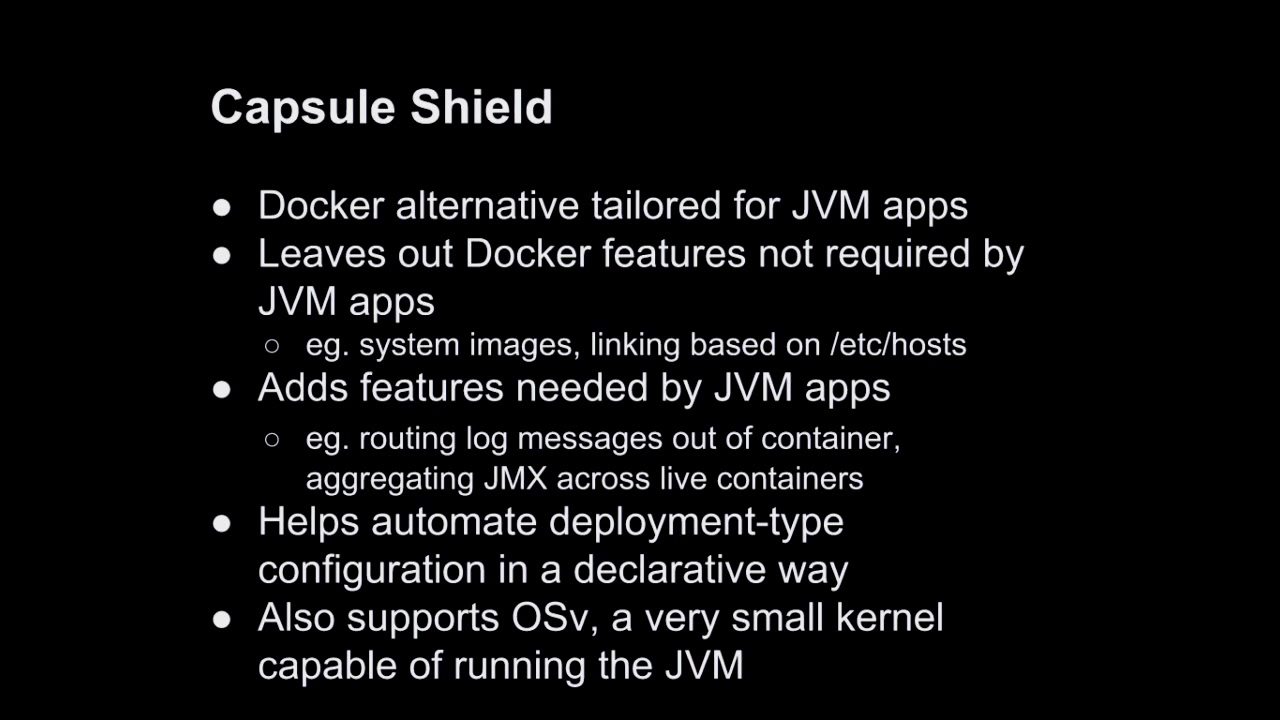 Capsule Shield
● Docker alternative tailored for JVM apps
● Leaves out Docker features not required by
JVM apps
○ eg. system images, linking based on /etc/hosts
● Adds features needed by JVM apps
○ eg. routing log messages out of container,
aggregating JMX across live containers
● Helps automate deployment-type
configuration in a declarative way
● Also supports OSv, a very small kernel
capable of running the JVM